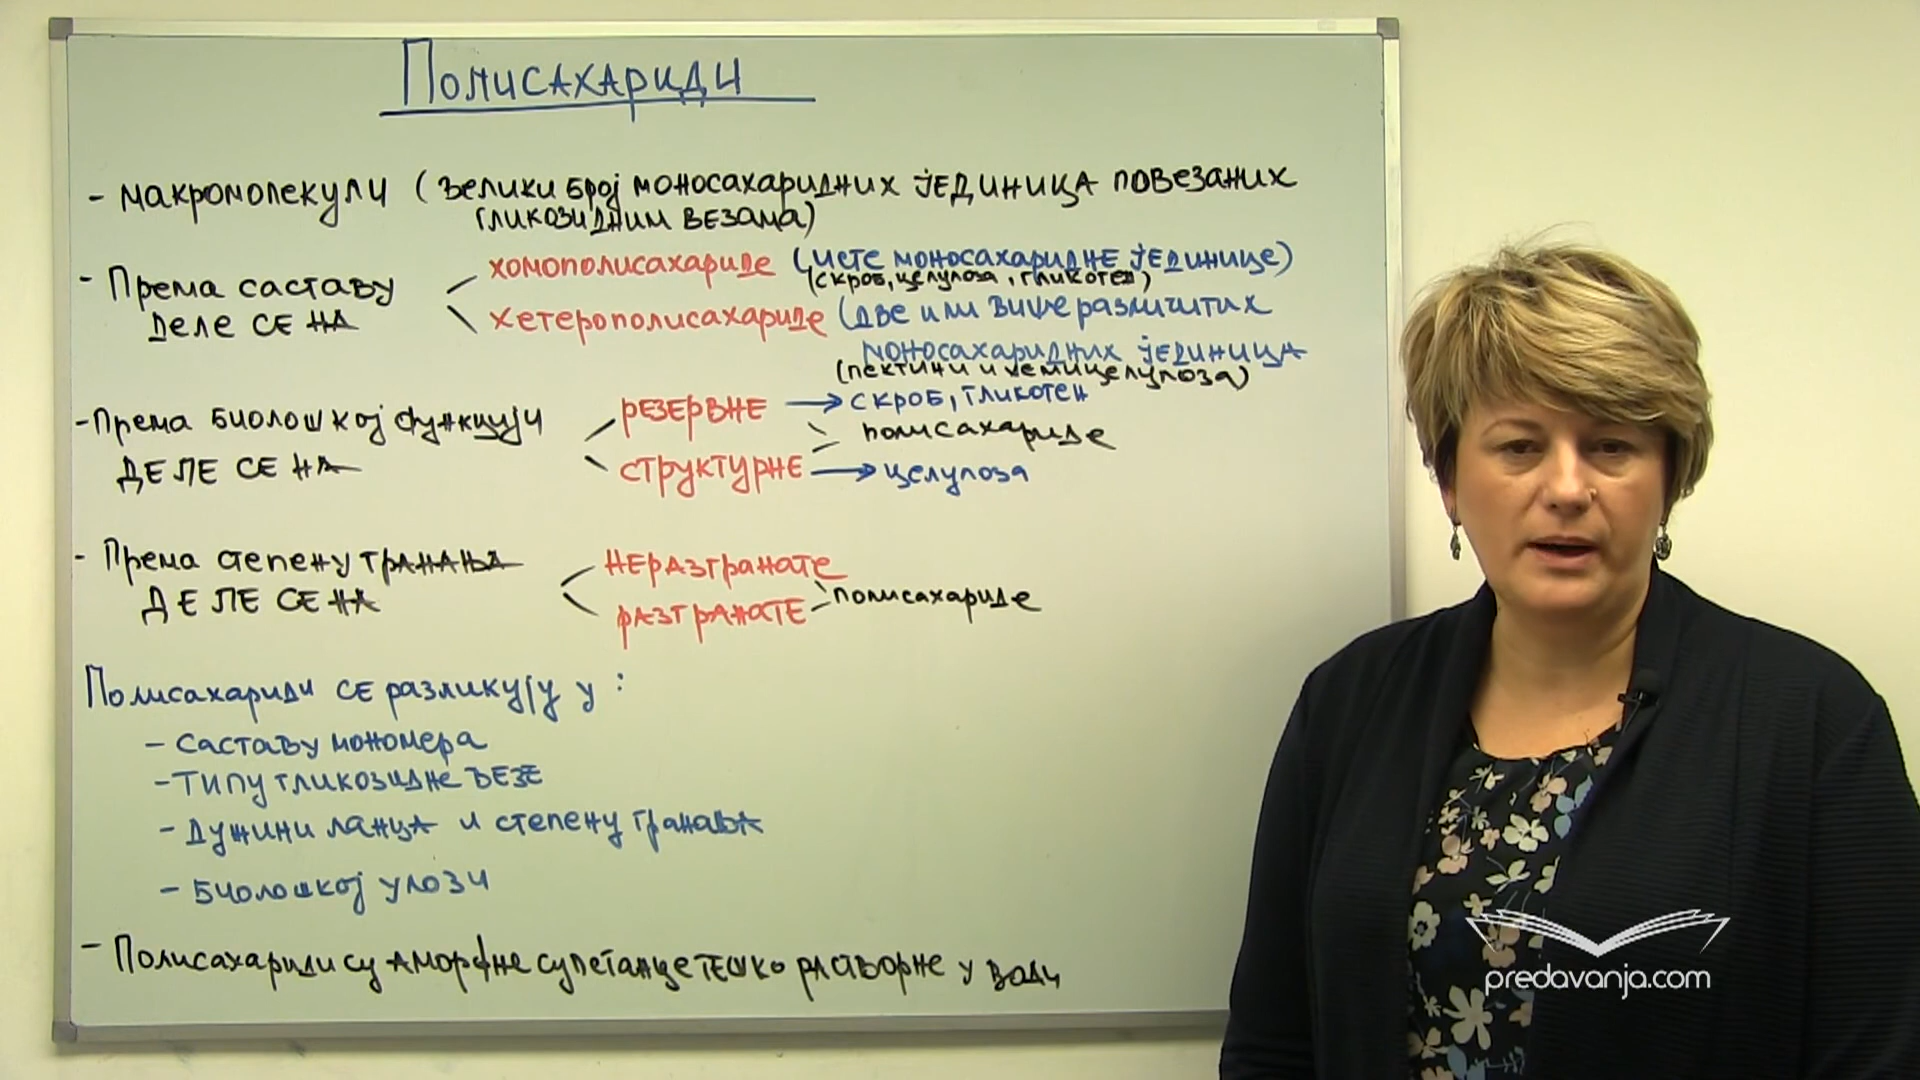 Полисахариди
- макромолекули (велики број моносахаридних јединица повезаних
гликозидним везама)
- Према саставу
деле се на
хомополисахариде (исте моносахаридне јединице)
(скроб, целулоза, гликоген)
хетерополисахариде (две или више различитих
моносахаридних јединица
(пектини и хемицелулоза)
- Према биолошкој функцији
деле се на
резервне → скроб, гликоген
полисахариде
структурне → целулоза
- Према степену гранања
деле се на
неразгранате
разгранате
полисахариде
Полисахариди се разликују у :
- саставу мономера
- типу гликозидне везе
- дужини ланца и степену гранања
- биолошкој улози
- Полисахариди су аморфне супстанце тешко растворне у води
predavanja.com